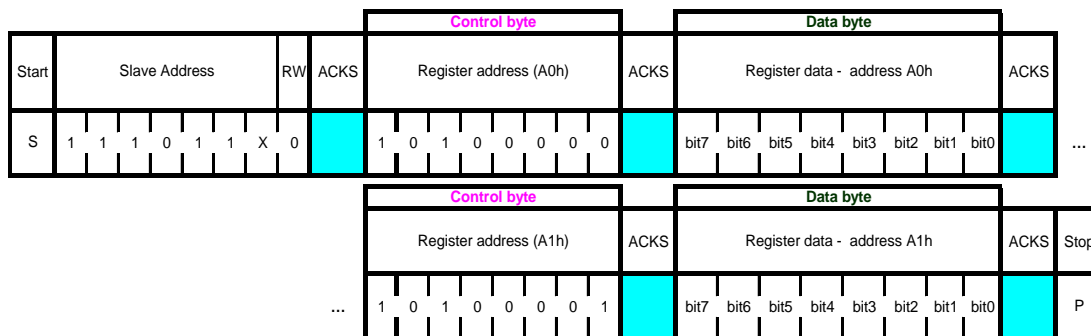 Control byte Data byte
Start Slave Address RW ACKS Register address (A0h) ACKS Register data - address A0h ACKS
S 1 1 1 0 1 1 X 0 1 0 1 0 0 0 0 0 bit7 bit6 bit5 bit4 bit3 bit2 bit1 bit0 ...
Control byte Data byte
Register address (A1h) ACKS Register data - address A1h ACKS Stop
... 1 0 1 0 0 0 0 1 bit7 bit6 bit5 bit4 bit3 bit2 bit1 bit0 P